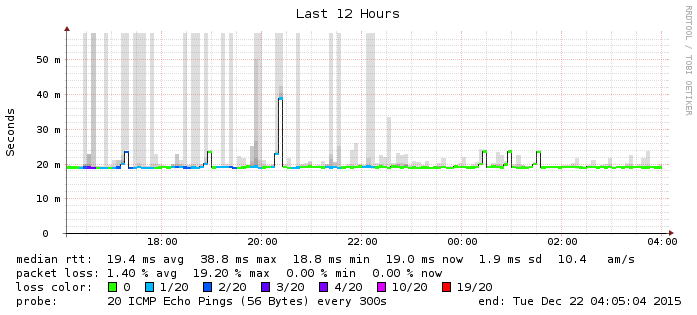 Last 12 Hours
RRDTOOL / TOBI OETIKER
Seconds
50 m
40 m
30 m
20 m
10 m
0
18:00 20:00 22:00 00:00 02:00 04:00
median rtt: 19.4 ms avg 38.8 ms max 18.8 ms min 19.0 ms now 1.9 ms sd 10.4 am/s
packet loss: 1.40 % avg 19.20 % max 0.00 % min 0.00 % now
loss color: 0 1/20 2/20 3/20 4/20 10/20 19/20
probe: 20 ICMP Echo Pings (56 Bytes) every 300s end: Tue Dec 22 04:05:04 2015